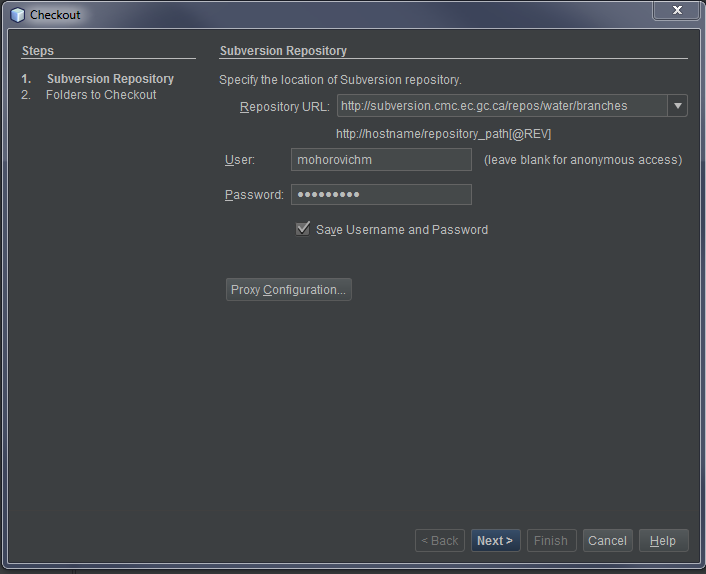 Checkout
X
Steps
1. Subversion Repository
2. Folders to Checkout
Subversion Repository
Specify the location of Subversion repository.
Repository URL: http://subversion.cmc.ec.gc.ca/repos/water/branches
http://hostname/repository_path[@REV]
User: mohorovichm (leave blank for anonymous access)
Password: ●●●●●●●●●
Save Username and Password
Proxy Configuration...
< Back Next > Finish Cancel Help